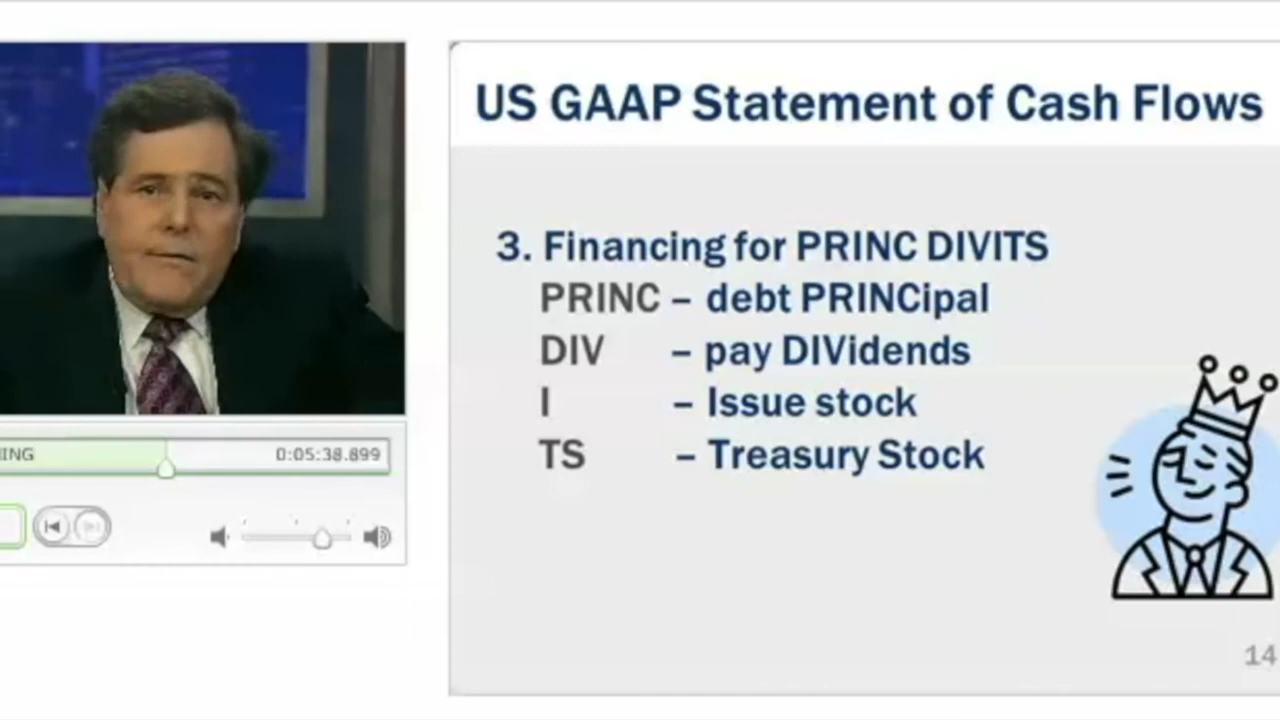 US GAAP Statement of Cash Flows
3. Financing for PRINC DIVITS
PRINC – debt PRINCipal
DIV – pay DIVidends
I – Issue stock
TS – Treasury Stock
ING 0:05:38.899
14